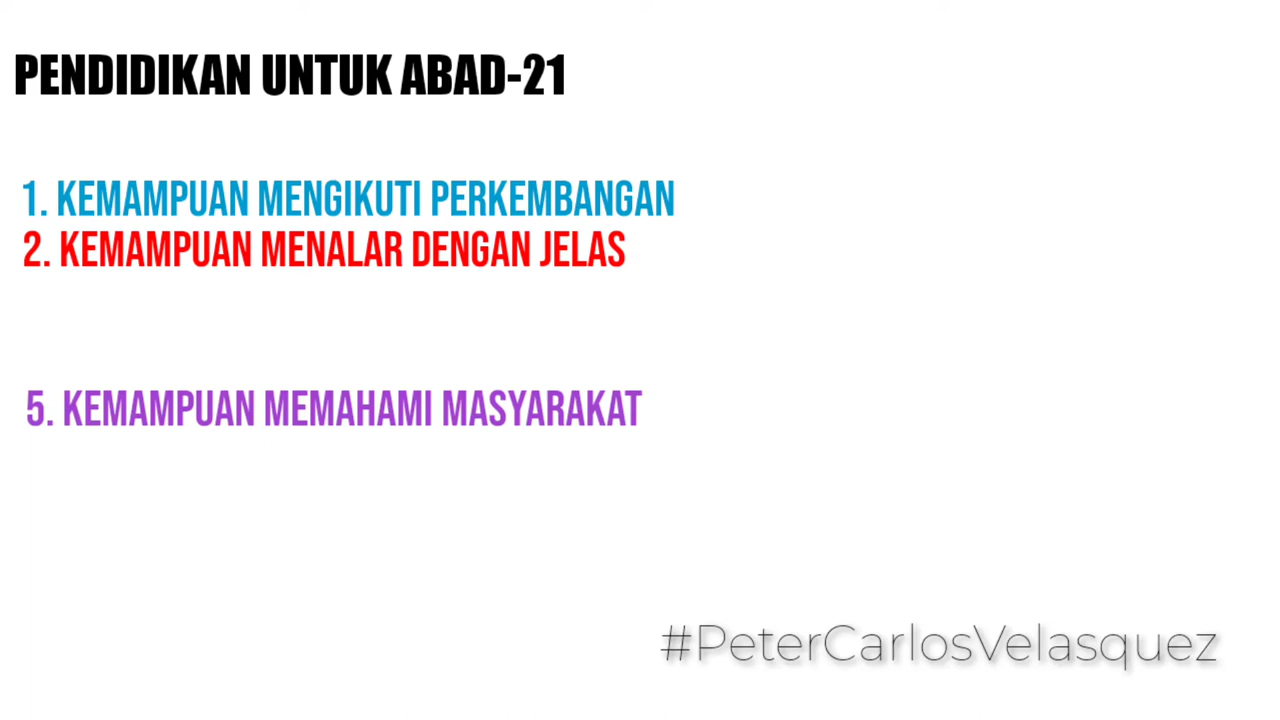 PENDIDIKAN UNTUK ABAD-21
1. KEMAMPUAN MENGIKUTI PERKEMBANGAN
2. KEMAMPUAN MENALAR DENGAN JELAS
5. KEMAMPUAN MEMAHAMI MASYARAKAT
#PeterCarlosVelasquez